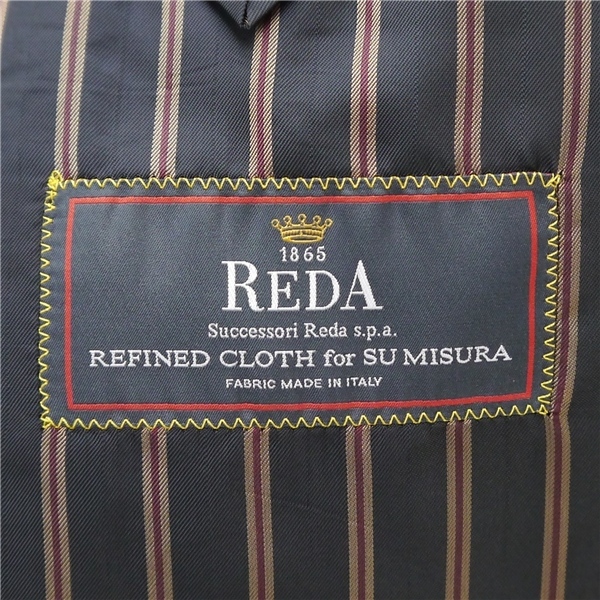 1865
REDA
Successori Reda s.p.a.
REFINED CLOTH for SU MISURA
FABRIC MADE IN ITALY